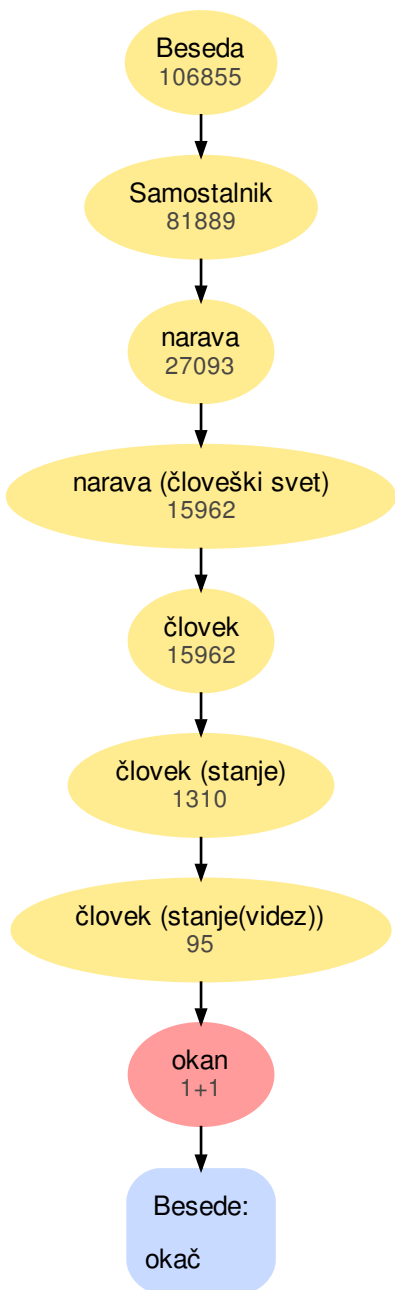 Beseda
106855
Samostalnik
81889
narava
27093
narava (človeški svet)
15962
človek
15962
človek (stanje)
1310
človek (stanje(videz))
95
okan
1+1
Besede:
okač